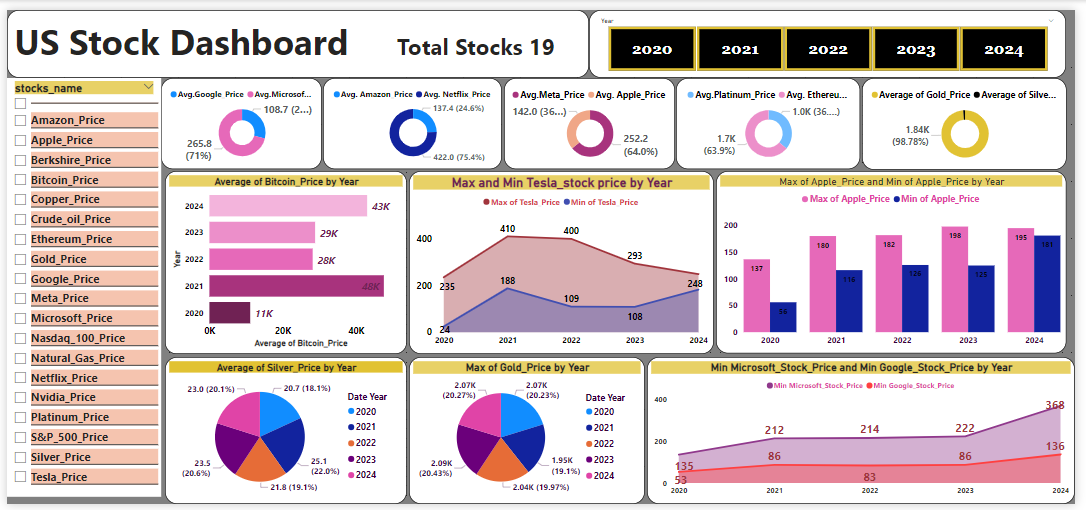 US Stock Dashboard
Total Stocks 19
Year
2020
2021
2022
2023
2024
stocks_name
Amazon_Price
Apple_Price
Berkshire_Price
Bitcoin_Price
Copper_Price
Crude_oil_Price
Ethereum_Price
Gold_Price
Google_Price
Meta_Price
Microsoft_Price
Nasdaq_100_Price
Natural_Gas_Price
Netflix_Price
Nvidia_Price
Platinum_Price
S&P_500_Price
Silver_Price
Tesla_Price
Avg.Google_Price
Avg.Microsof...
108.7 (2...)
265.8
(71%)
Avg. Amazon_Price
Avg. Netflix_Price
137.4 (24.6%)
422.0 (75.4%)
Avg.Meta_Price
Avg. Apple_Price
142.0 (36...)
252.2
(64.0%)
Avg.Platinum_Price
Avg. Ethereu...
1.0K (36....)
1.7K
(63.9%)
Average of Gold_Price
Average of Silve...
1.84K
(98.78%)
Average of Bitcoin_Price by Year
Year
2024
43K
2023
29K
2022
28K
2021
48K
2020
11K
0K
20K
40K
Average of Bitcoin_Price
Max and Min Tesla_stock price by Year
Max of Tesla_Price
Min of Tesla_Price
400
200
0
235
410
400
293
248
24
188
109
108
2020
2021
2022
2023
2024
Max of Apple_Price and Min of Apple_Price by Year
Max of Apple_Price
Min of Apple_Price
200
150
100
50
0
137
56
180
116
182
126
198
125
195
181
2020
2021
2022
2023
2024
Average of Silver_Price by Year
23.0 (20.1%)
20.7 (18.1%)
23.5
(20.6%)
25.1
(22.0%)
21.8 (19.1%)
Date Year
2020
2021
2022
2023
2024
Max of Gold_Price by Year
2.07K
(20.27%)
2.07K
(20.23%)
2.09K
(20.43%)
1.95K
(19.1%)
2.04K (19.97%)
Date Year
2020
2021
2022
2023
2024
Min Microsoft_Stock_Price and Min Google_Stock_Price by Year
Min Microsoft_Stock_Price
Min Google_Stock_Price
400
200
0
135
212
214
222
368
53
86
83
86
136
2020
2021
2022
2023
2024